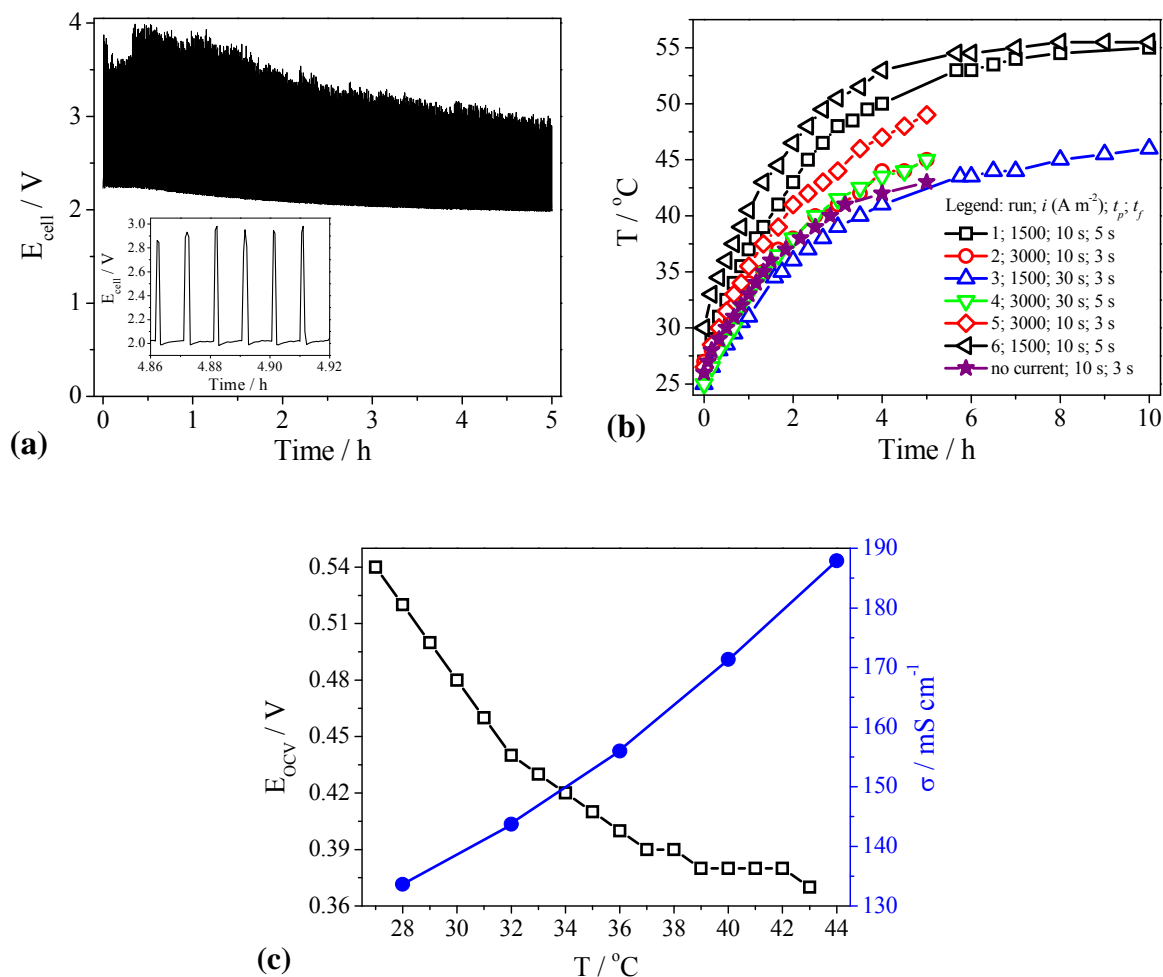 4
3
2
1
0
E_cell / V
0 1 2 3 4 5
Time / h
(a)
3.0
2.8
2.6
2.4
2.2
2.0
E_cell / V
4.86 4.88 4.90 4.92
Time / h
55
50
45
40
35
30
25
T / °C
0 2 4 6 8 10
Time / h
(b)
Legend: run; i (A m⁻²); t_p; t_f
1; 1500; 10 s; 5 s
2; 3000; 10 s; 3 s
3; 1500; 30 s; 3 s
4; 3000; 30 s; 5 s
5; 3000; 10 s; 3 s
6; 1500; 10 s; 5 s
no current; 10 s; 3 s
0.54
0.51
0.48
0.45
0.42
0.39
0.36
E_OCV / V
190
180
170
160
150
140
130
σ / mS cm⁻¹
28 30 32 34 36 38 40 42 44
T / °C
(c)